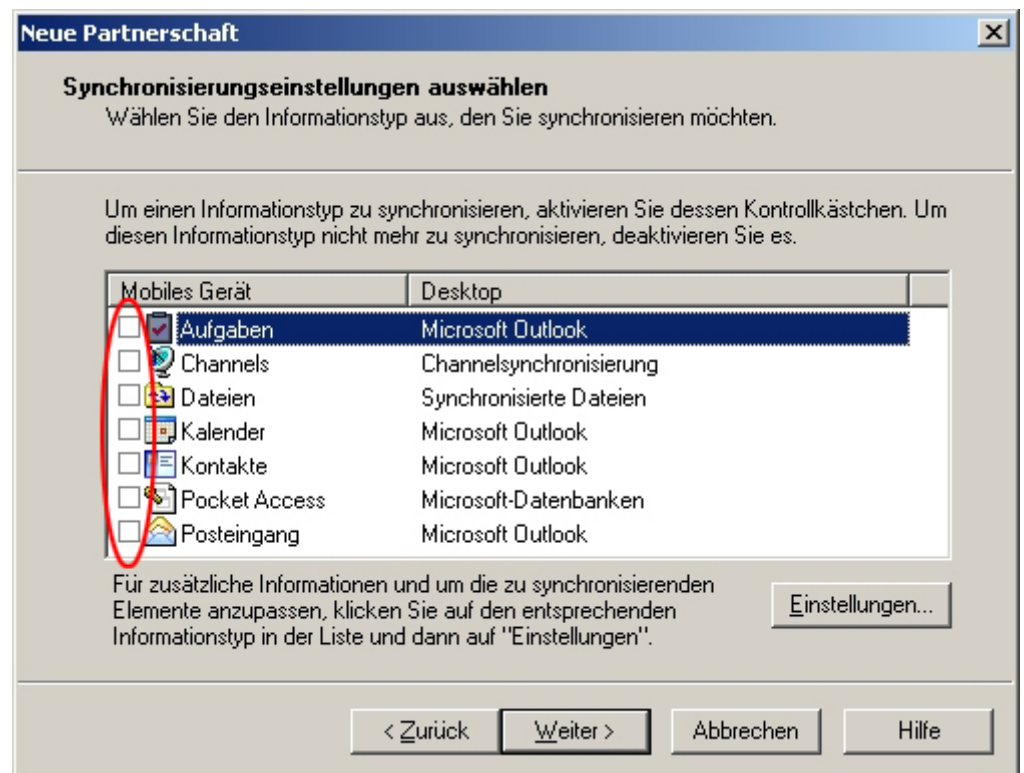 Neue Partnerschaft
Synchronisierungseinstellungen auswählen
Wählen Sie den Informationstyp aus, den Sie synchronisieren möchten.
Um einen Informationstyp zu synchronisieren, aktivieren Sie dessen Kontrollkästchen. Um
diesen Informationstyp nicht mehr zu synchronisieren, deaktivieren Sie es.
Mobiles Gerät Desktop
Aufgaben Microsoft Outlook
Channels Channelsynchronisierung
Dateien Synchronisierte Dateien
Kalender Microsoft Outlook
Kontakte Microsoft Outlook
Pocket Access Microsoft-Datenbanken
Posteingang Microsoft Outlook
Für zusätzliche Informationen und um die zu synchronisierenden
Elemente anzupassen, klicken Sie auf den entsprechenden
Informationstyp in der Liste und dann auf "Einstellungen".
Einstellungen...
< Zurück Weiter > Abbrechen Hilfe